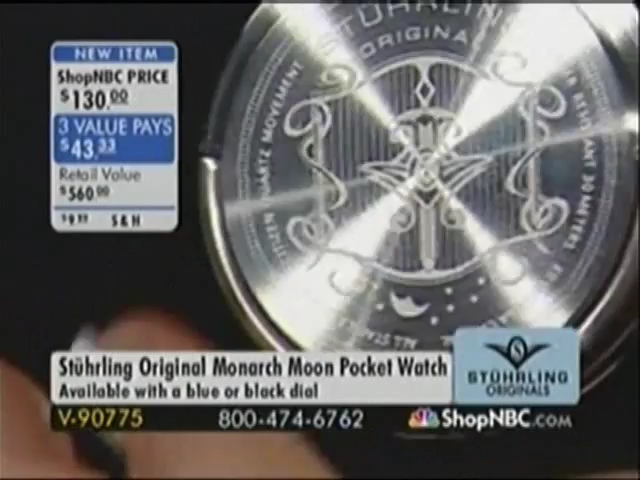 NEW ITEM
ShopNBC PRICE
$130.00
3 VALUE PAYS
$43.33
Retail Value
$560.00
S&H
STÜHRLING
ORIGINAL
QUARTZ MOVEMENT
RESISTANT 30 METERS
Stührling Original Monarch Moon Pocket Watch
Available with a blue or black dial
STÜHRLING
ORIGINALS
V-90775 800-474-6762 ShopNBC.COM